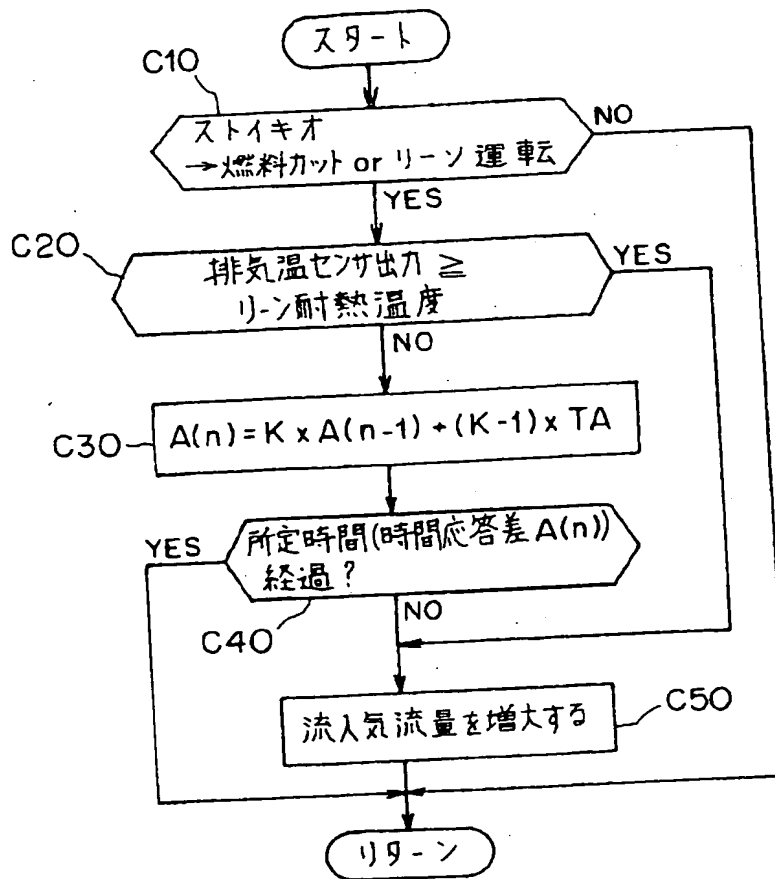 スタート
C10
ストイキオ
→燃料カット or リーン 運転
NO
YES
C20
排気温センサ出力 ≧
リーン耐熱温度
YES
NO
C30
A(n) = K x A(n-1) + (K-1) x TA
YES
所定時間(時間応答差 A(n))
経過?
NO
C40
流入気流量を増大する
C50
リターン